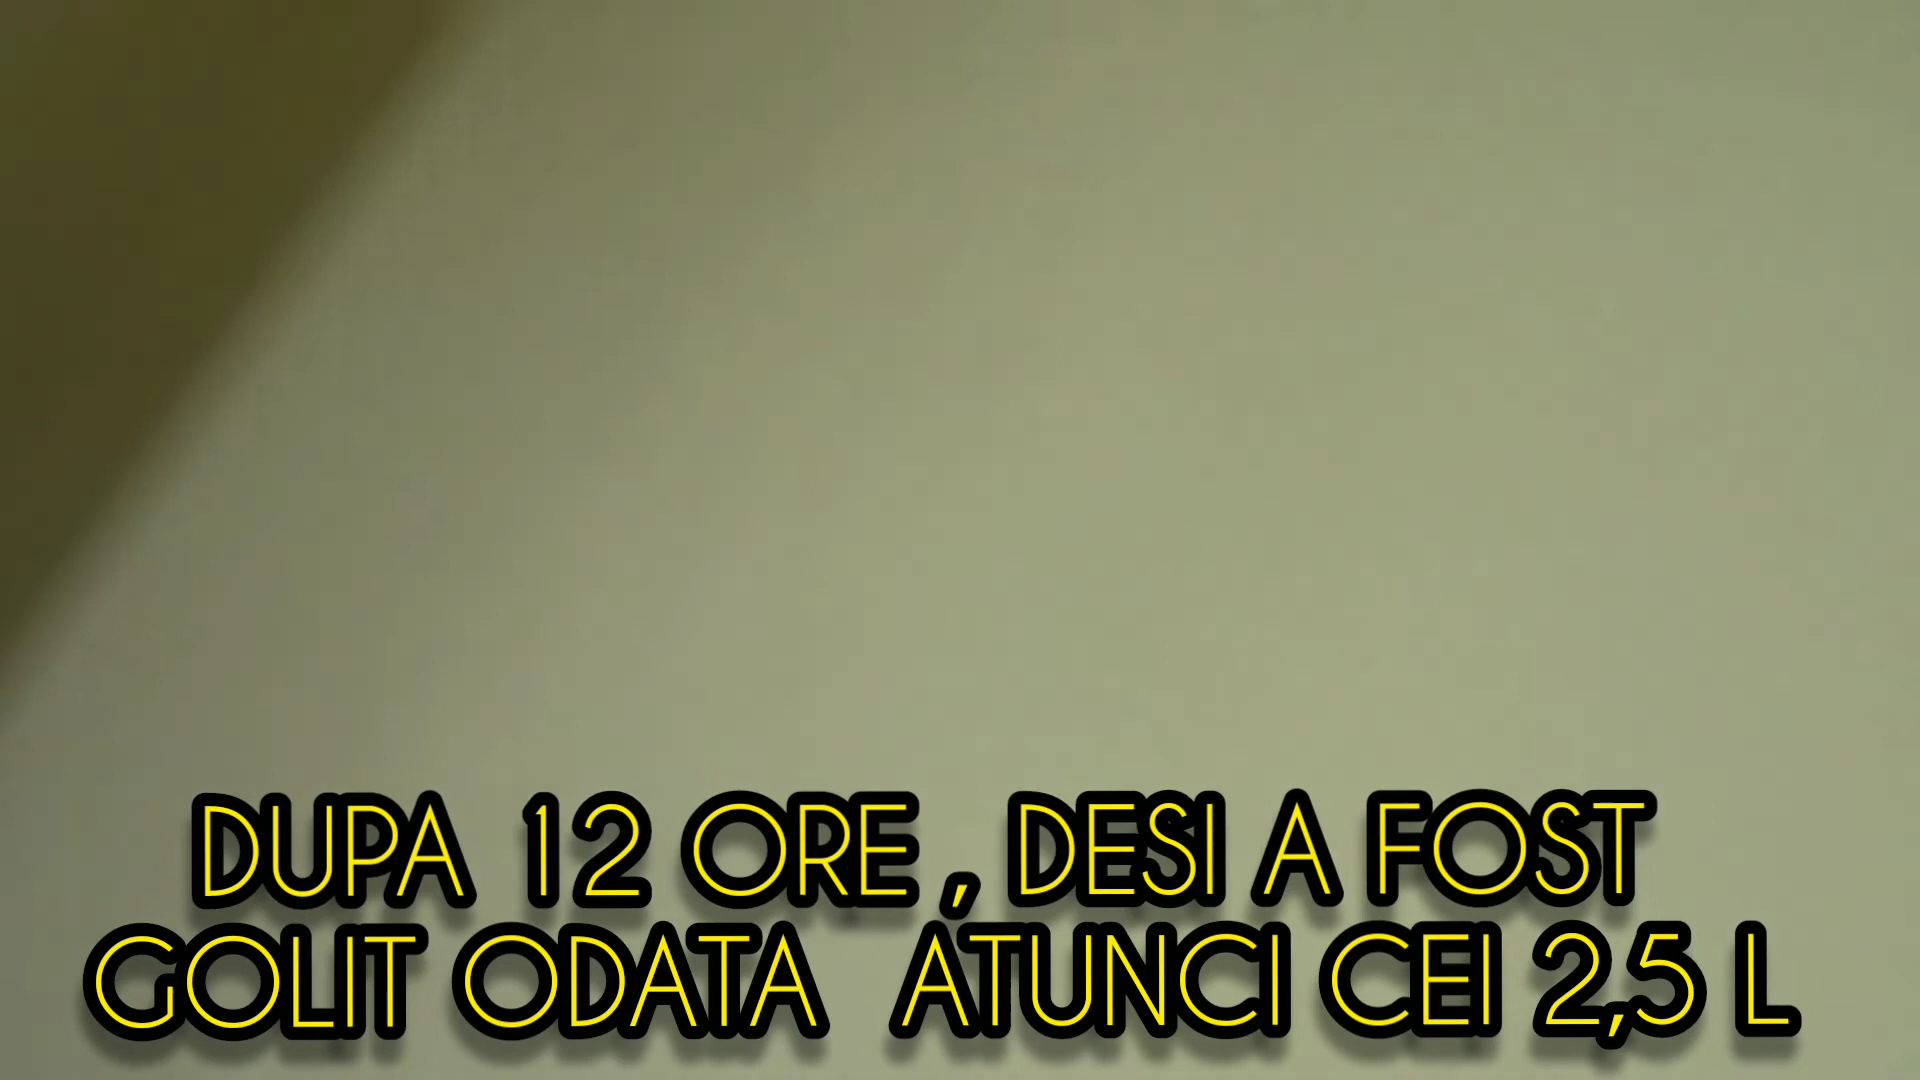 DUPA 12 ORE , DESI A FOST
GOLIT ODATA ATUNCI CEI 2,5 L